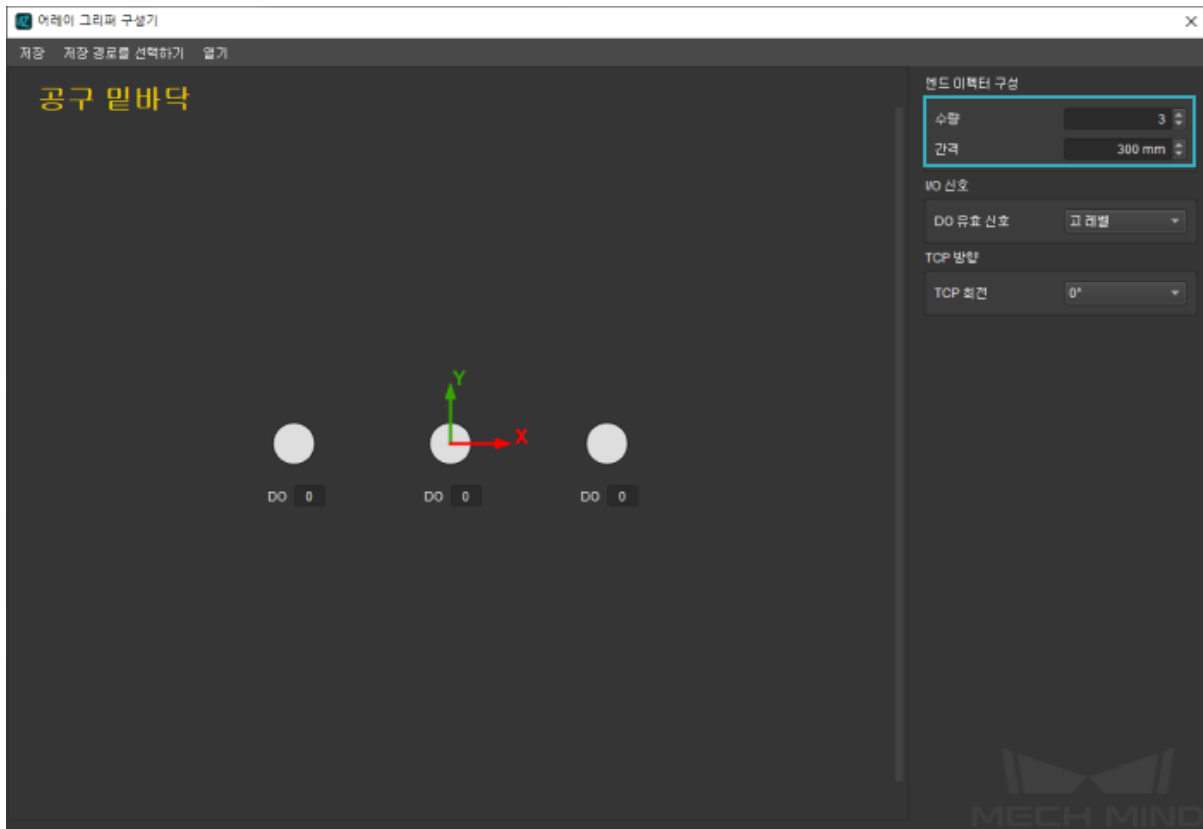 어레이 그리퍼 구성기
저장 저장 경로를 선택하기 열기
공구 밑바닥
엔드 이펙터 구성
수량 3
간격 300 mm
I/O 신호
DO 유효 신호 고 레벨
TCP 방향
TCP 회전 0°
Y
X
DO 0 DO 0 DO 0
MECH MIND